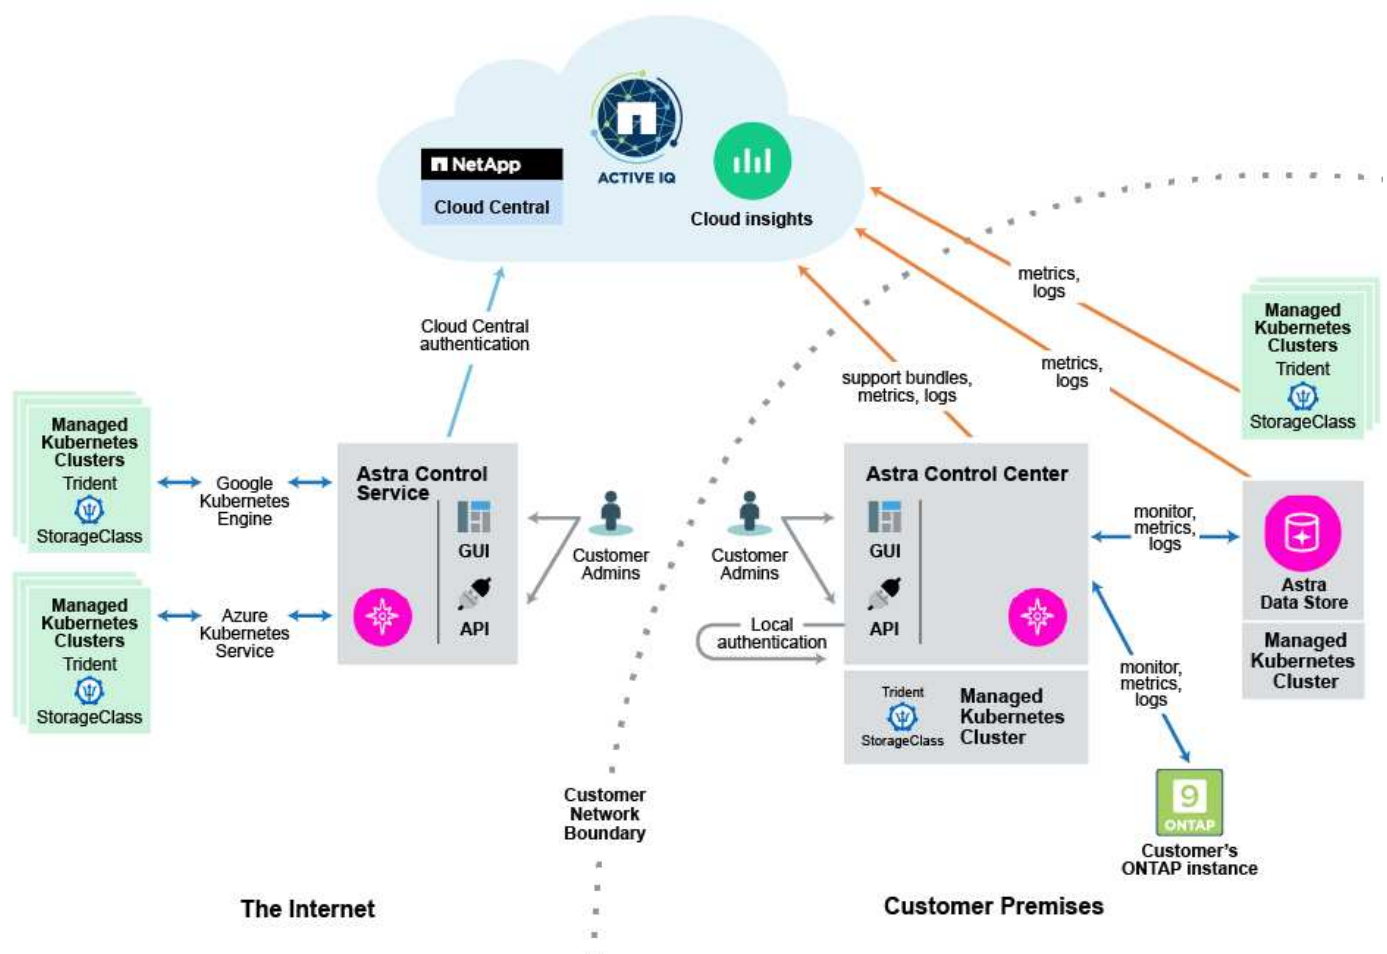 NetApp
Cloud Central
ACTIVE IQ
Cloud insights
metrics,
logs
Managed
Kubernetes
Clusters
Trident
StorageClass
Cloud Central
authentication
metrics,
logs
support bundles,
metrics, logs
Managed
Kubernetes
Clusters
Trident
StorageClass
Google
Kubernetes
Engine
Astra Control
Service
GUI
API
Customer
Admins
Customer
Admins
Astra Control Center
GUI
API
monitor,
metrics,
logs
Astra
Data Store
Managed
Kubernetes
Cluster
Managed
Kubernetes
Clusters
Trident
StorageClass
Azure
Kubernetes
Service
Local
authentication
Trident
StorageClass
Managed
Kubernetes
Cluster
monitor,
metrics,
logs
9
ONTAP
Customer's
ONTAP instance
Customer
Network
Boundary
The Internet
Customer Premises